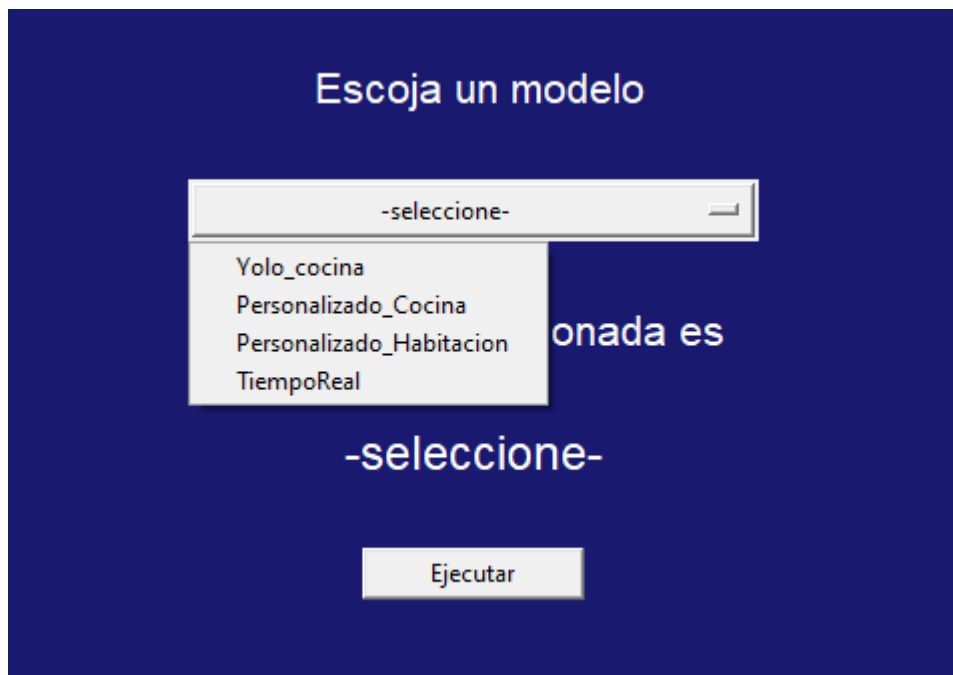 Escoja un modelo
-seleccione-
Yolo_cocina
Personalizado_Cocina
Personalizado_Habitacion
TiempoReal
onada es
-seleccione-
Ejecutar